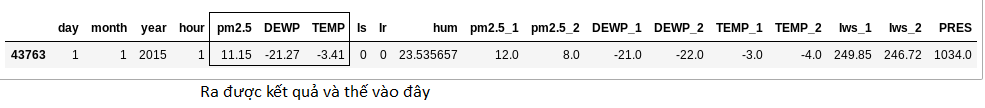 day month year hour pm2.5 DEWP TEMP Is Ir hum pm2.5_1 pm2.5_2 DEWP_1 DEWP_2 TEMP_1 TEMP_2 Iws_1 Iws_2 PRES
43763 1 1 2015 1 11.15 -21.27 -3.41 0 0 23.535657 12.0 8.0 -21.0 -22.0 -3.0 -4.0 249.85 246.72 1034.0
Ra được kết quả và thế vào đây